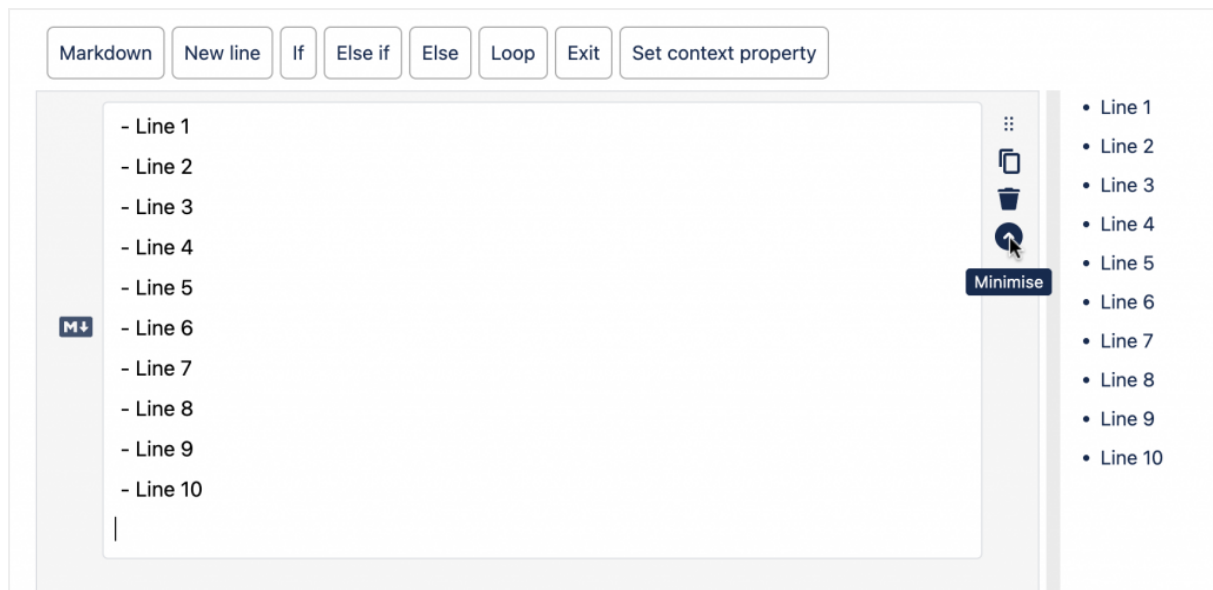 Markdown New line If Else if Else Loop Exit Set context property
- Line 1
- Line 2
- Line 3
- Line 4
- Line 5
- Line 6
- Line 7
- Line 8
- Line 9
- Line 10
M
Minimise
• Line 1
• Line 2
• Line 3
• Line 4
• Line 5
• Line 6
• Line 7
• Line 8
• Line 9
• Line 10